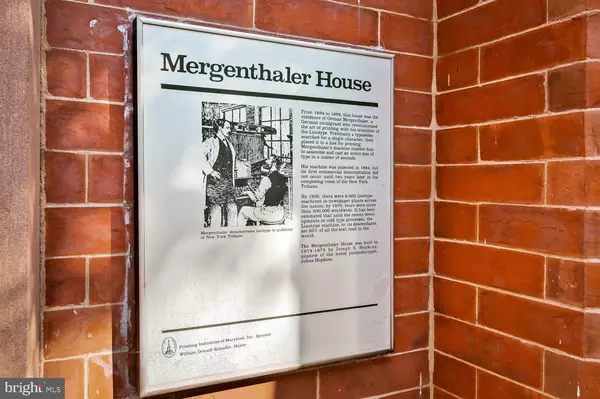 Mergenthaler House
From 1894 to 1899, this house was the
residence of Ottmar Mergenthaler, a
German immigrant who revolutionized
the art of printing with his invention of
the Linotype. Previously a typesetter
searched for a single character, then
placed it in a line for printing.
Mergenthaler's machine enabled him
to assemble and cast an entire line of
type in a matter of seconds.
His machine was patented in 1884, but
its first commercial demonstration did
not occur until two years later in the
composing room of the New York
Tribune.
By 1900, there were 8,000 linotype
machines in newspaper plants across
the nation; by 1970, there were more
than 300,000 worldwide. It has been
estimated that until the recent devel-
opments in cold type processes, the
Linotype machine, or its descendants,
set 90% of all the text read in the
world.
The Mergenthaler House was built in
1874-1875 by Joseph S. Hopkins,
nephew of the noted philanthropist,
Johns Hopkins.
Mergenthaler demonstrates linotype to publisher
of New York Tribune
Printing Industries of Maryland, Inc., Sponsor
William Donald Schaefer, Mayor
© BRIGHT MLS